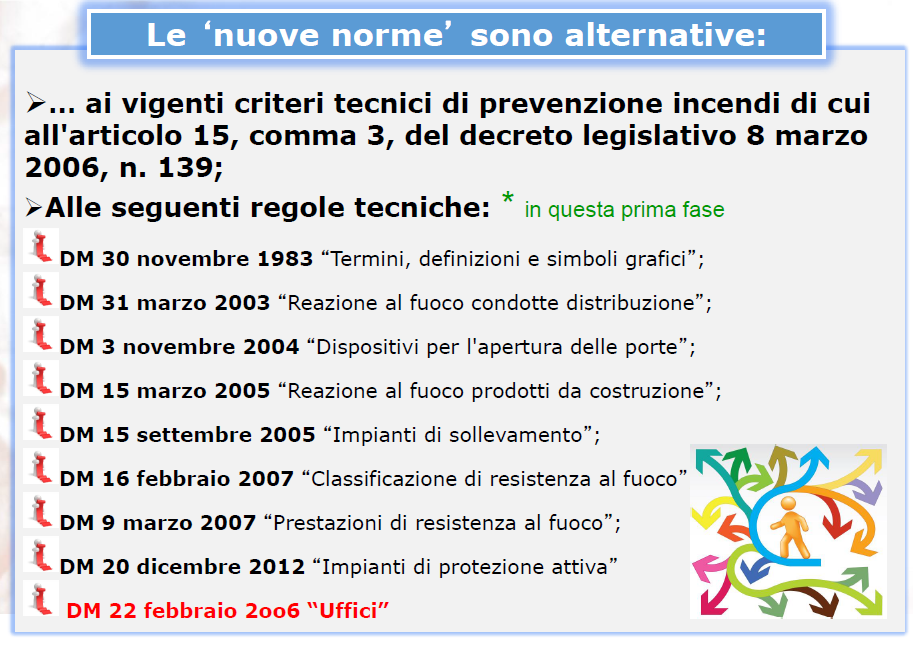 Le ‘nuove norme’ sono alternative:
➢... ai vigenti criteri tecnici di prevenzione incendi di cui
all'articolo 15, comma 3, del decreto legislativo 8 marzo
2006, n. 139;
➢Alle seguenti regole tecniche: * in questa prima fase
DM 30 novembre 1983 “Termini, definizioni e simboli grafici”;
DM 31 marzo 2003 “Reazione al fuoco condotte distribuzione”;
DM 3 novembre 2004 “Dispositivi per l'apertura delle porte”;
DM 15 marzo 2005 “Reazione al fuoco prodotti da costruzione”;
DM 15 settembre 2005 “Impianti di sollevamento”;
DM 16 febbraio 2007 “Classificazione di resistenza al fuoco”
DM 9 marzo 2007 “Prestazioni di resistenza al fuoco”;
DM 20 dicembre 2012 “Impianti di protezione attiva”
DM 22 febbraio 2oo6 “Uffici”